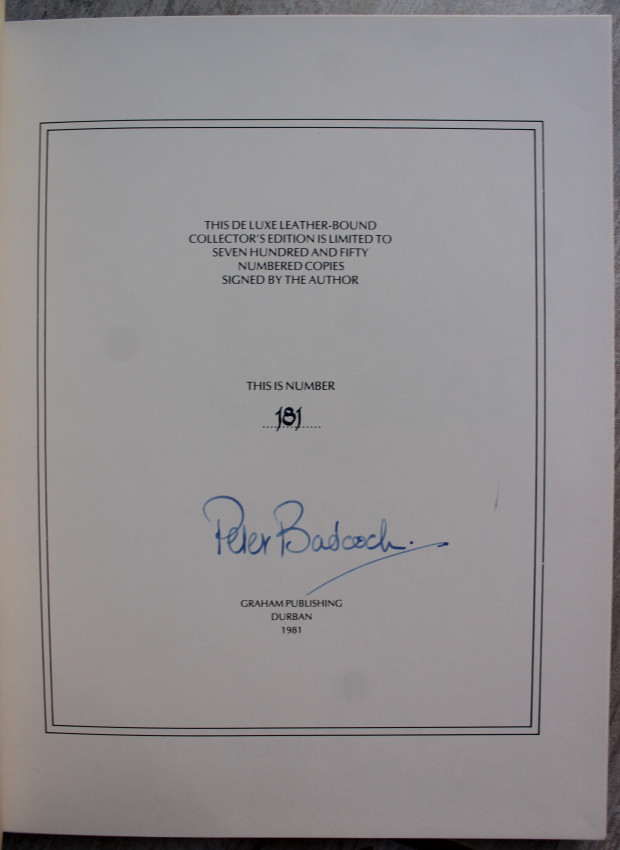 THIS DE LUXE LEATHER-BOUND
COLLECTOR'S EDITION IS LIMITED TO
SEVEN HUNDRED AND FIFTY
NUMBERED COPIES
SIGNED BY THE AUTHOR
THIS IS NUMBER
181
Peter Badcock.
GRAHAM PUBLISHING
DURBAN
1981